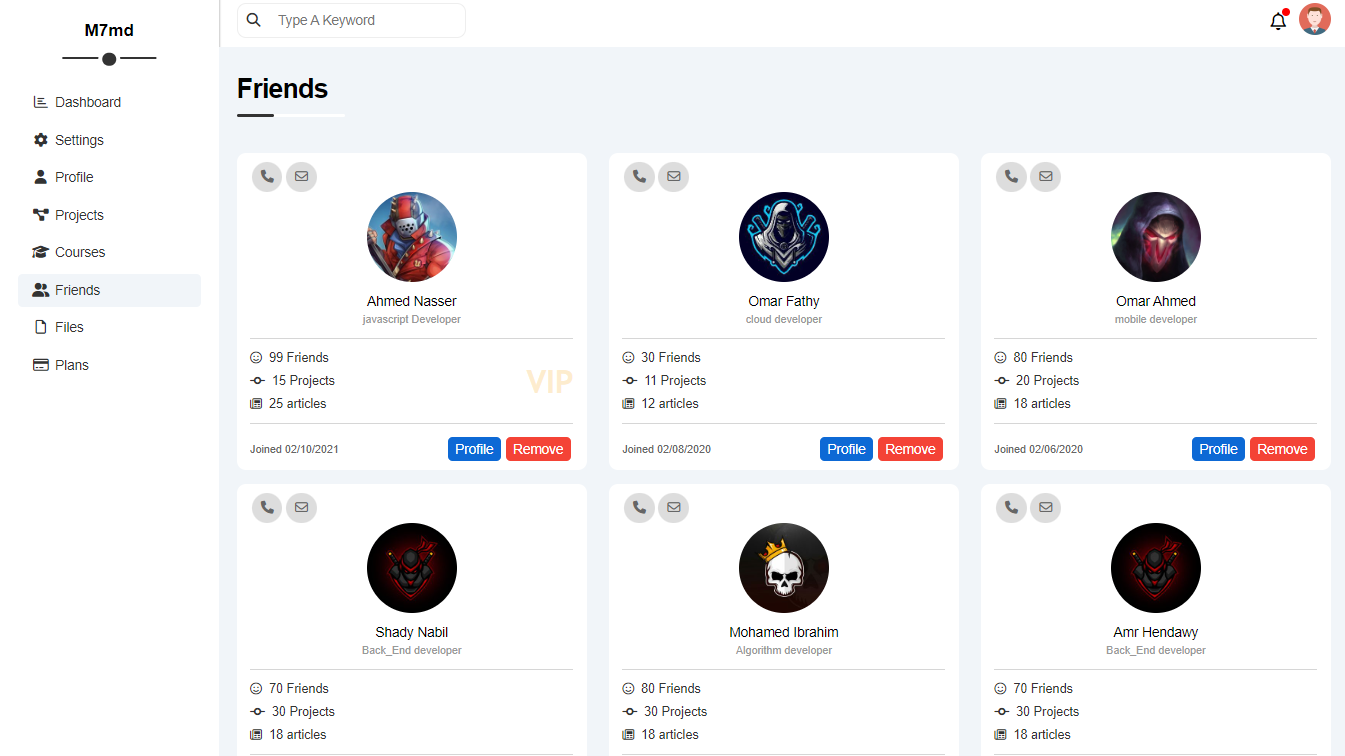 M7md
Type A Keyword
Dashboard
Settings
Profile
Projects
Courses
Friends
Files
Plans
Friends
Ahmed Nasser
javascript Developer
99 Friends
15 Projects
25 articles
VIP
Joined 02/10/2021
Profile
Remove
Omar Fathy
cloud developer
30 Friends
11 Projects
12 articles
Joined 02/08/2020
Profile
Remove
Omar Ahmed
mobile developer
80 Friends
20 Projects
18 articles
Joined 02/06/2020
Profile
Remove
Shady Nabil
Back_End developer
70 Friends
30 Projects
18 articles
Mohamed Ibrahim
Algorithm developer
80 Friends
30 Projects
18 articles
Amr Hendawy
Back_End developer
70 Friends
30 Projects
18 articles